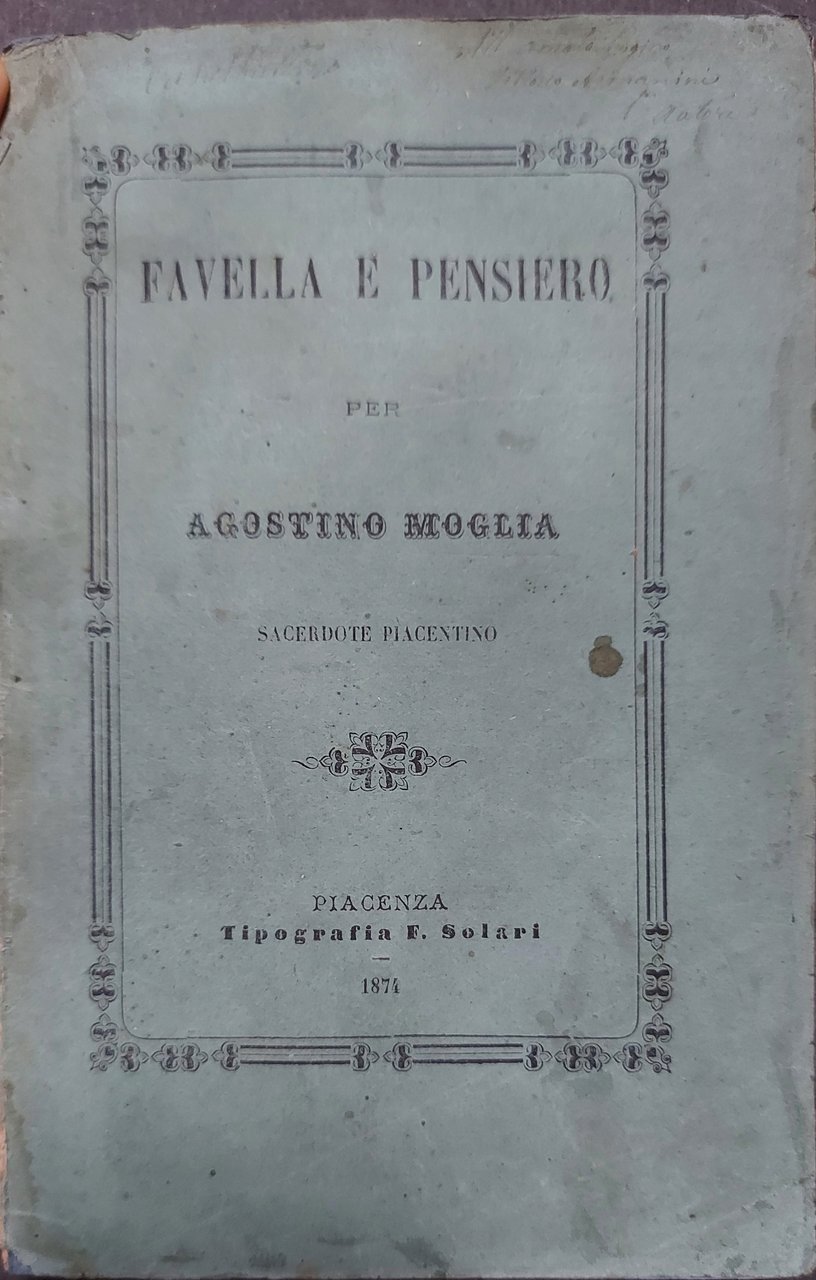 FAVELLA E PENSIERO
PER
AGOSTINO MOGLIA
SACERDOTE PIACENTINO
PIACENZA
Tipografia F. Solari
1874